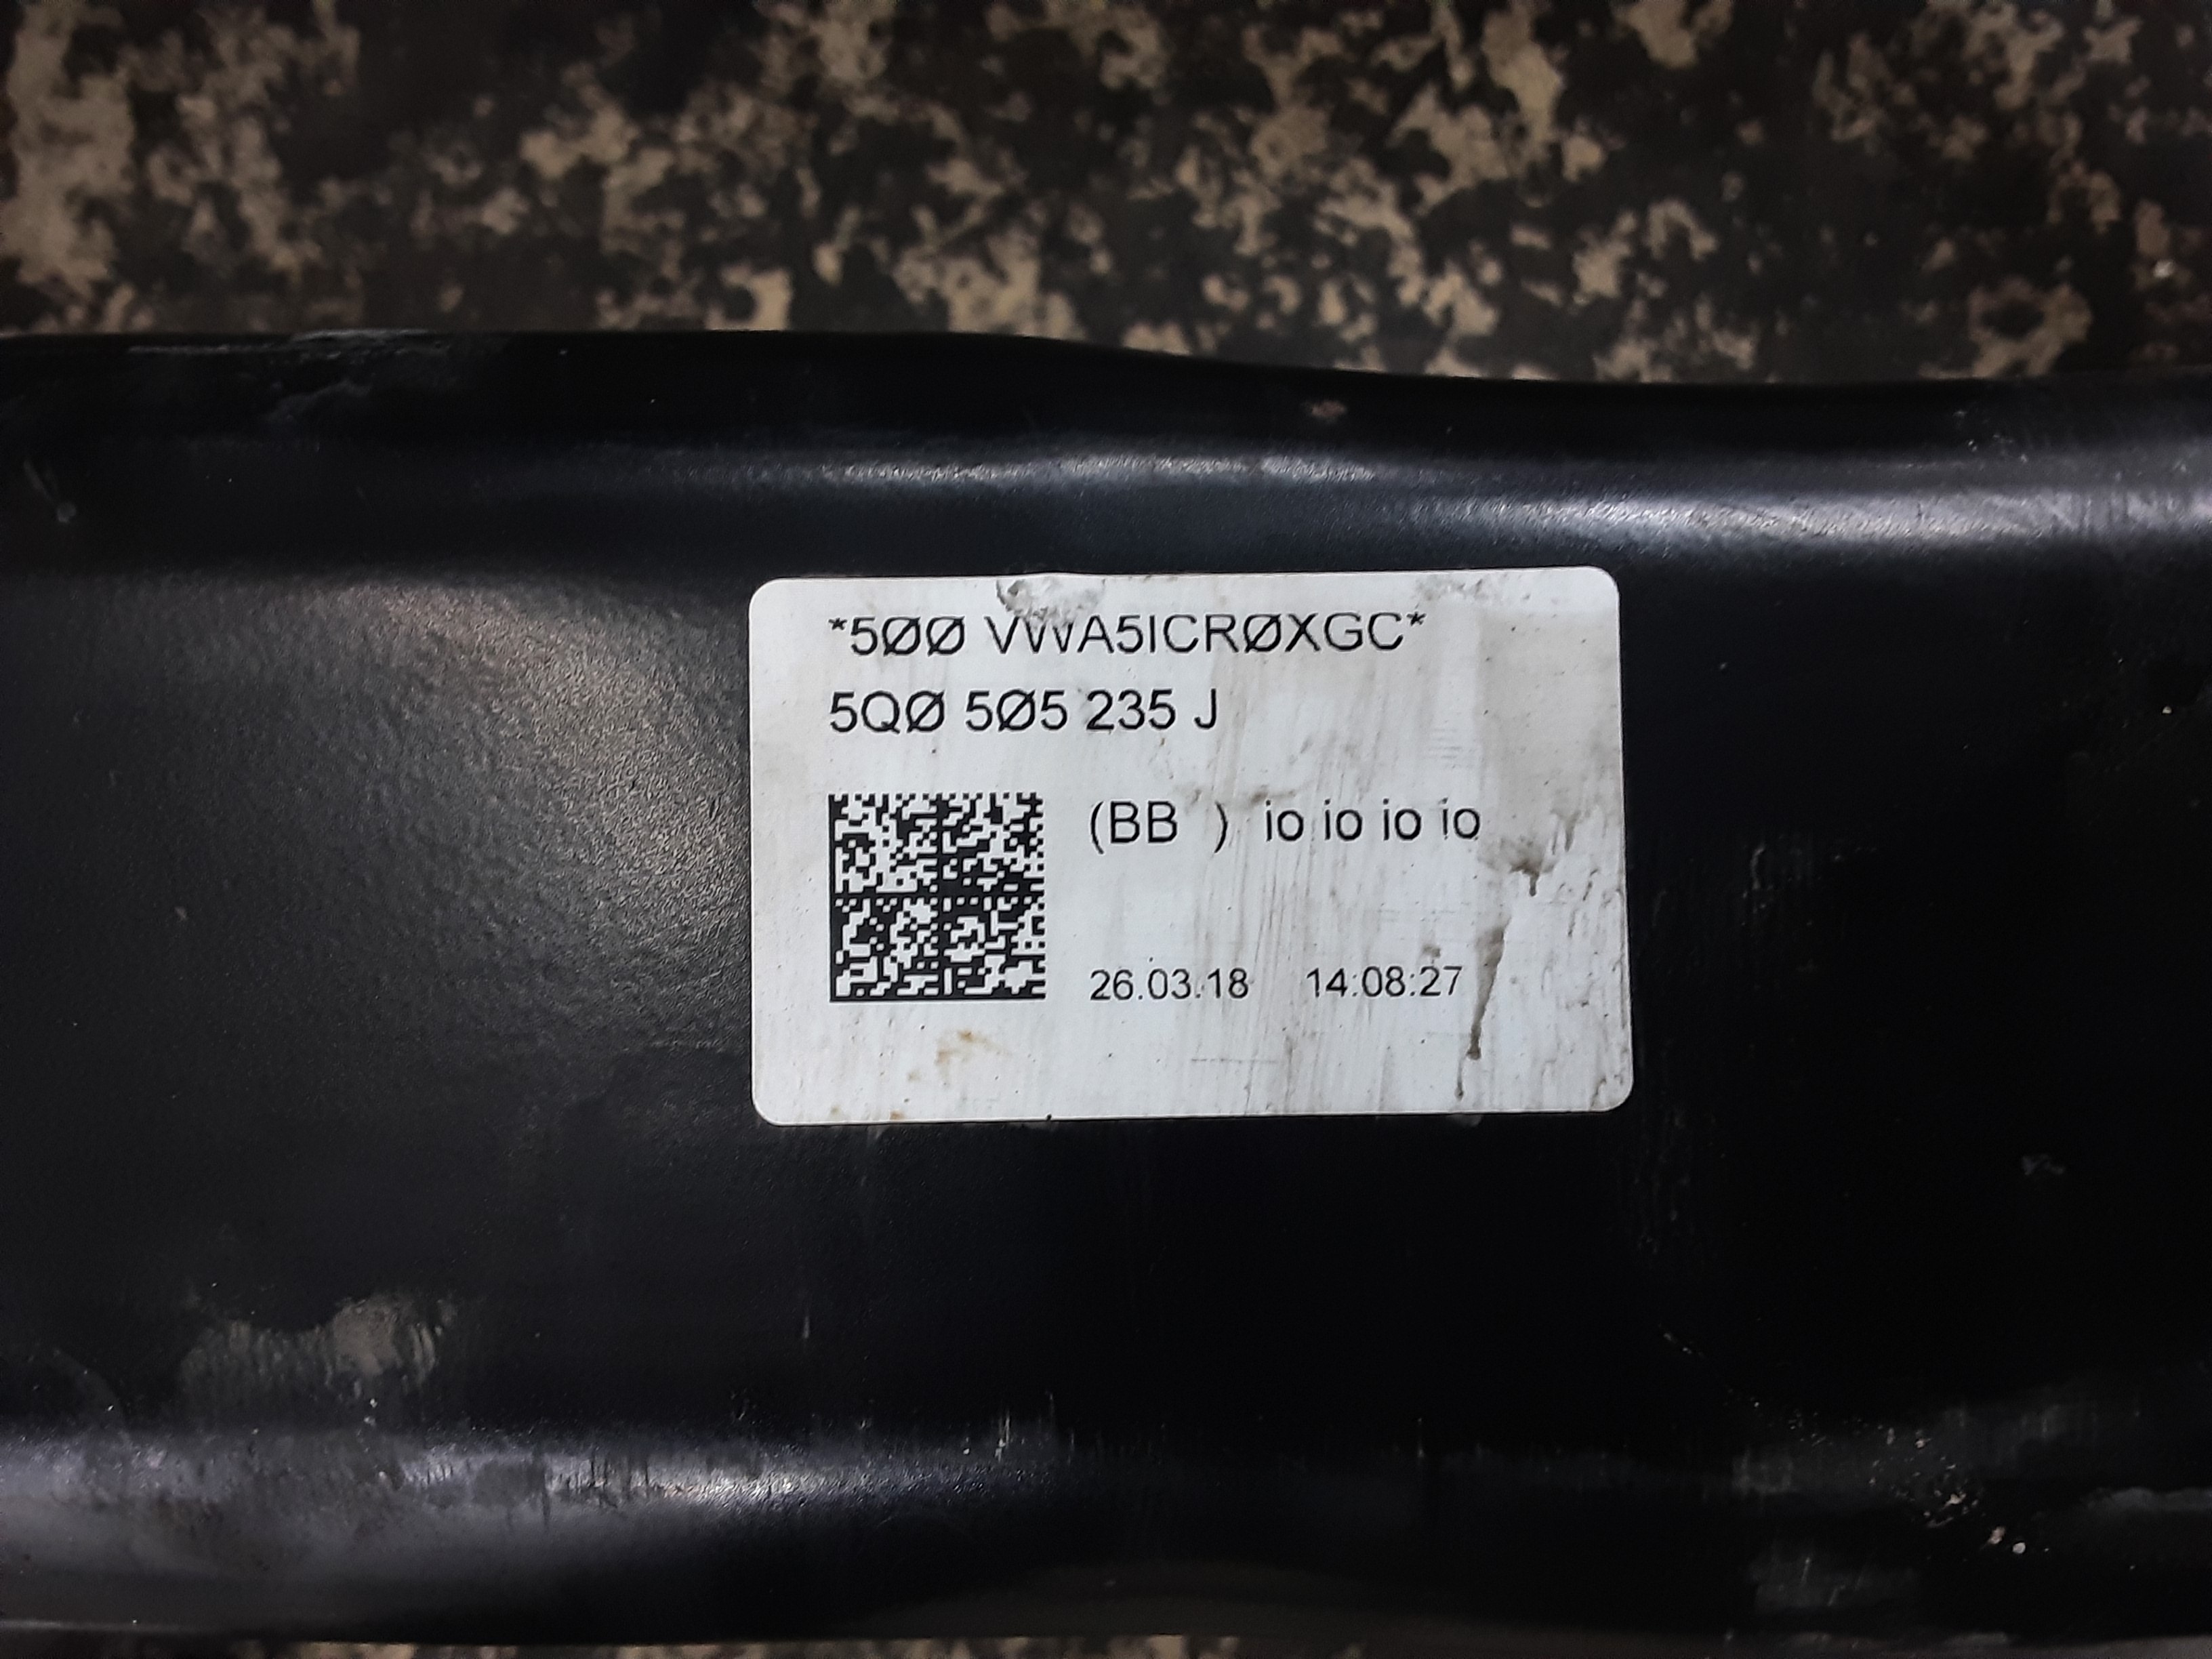 *5ØØ VWA5ICRØXGC*
5QØ 5Ø5 235 J
(BB ) io io io io
26.03.18 14:08:27